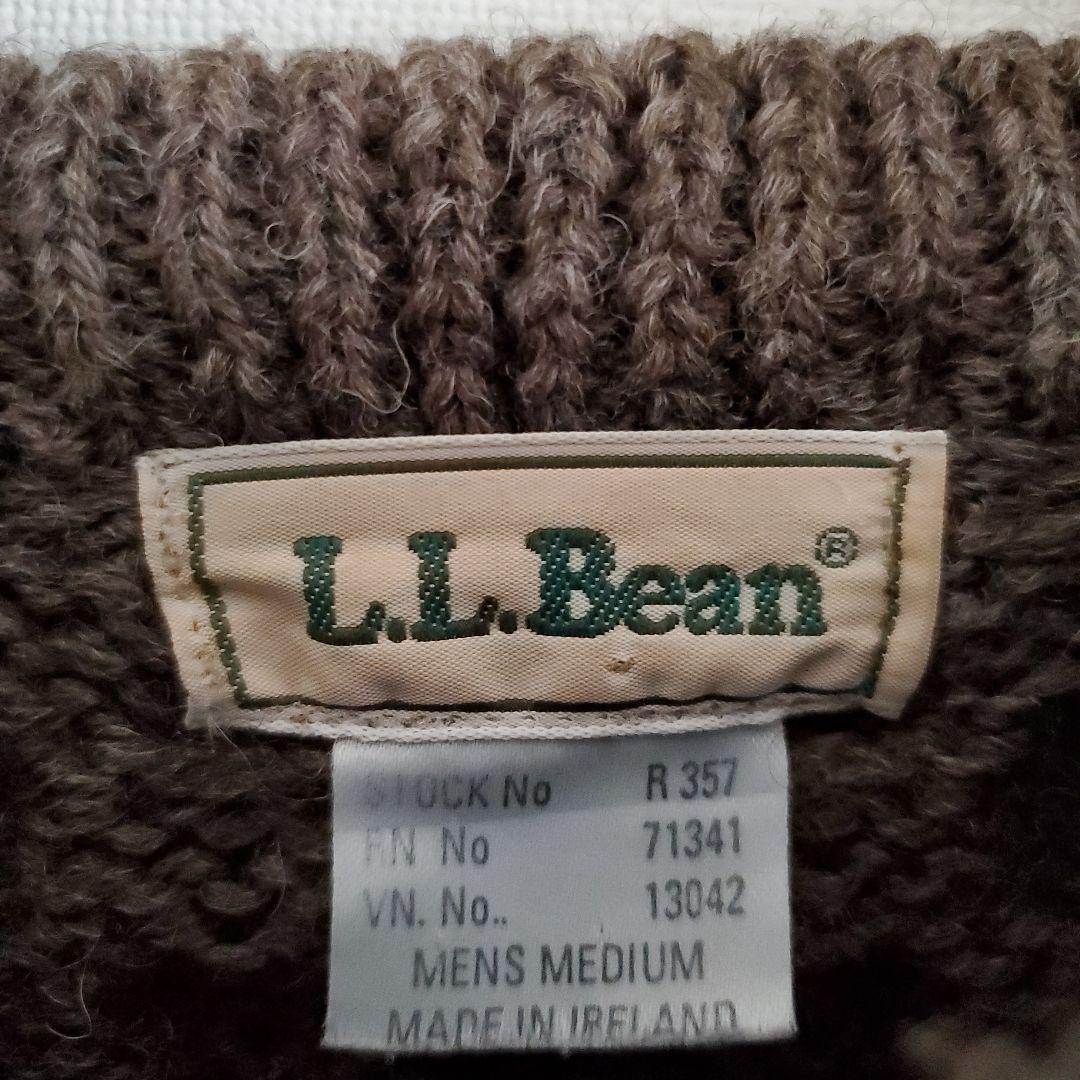 L.L.Bean®
STOCK No R 357
RN No 71341
VN. No.. 13042
MENS MEDIUM
MADE IN IRELAND